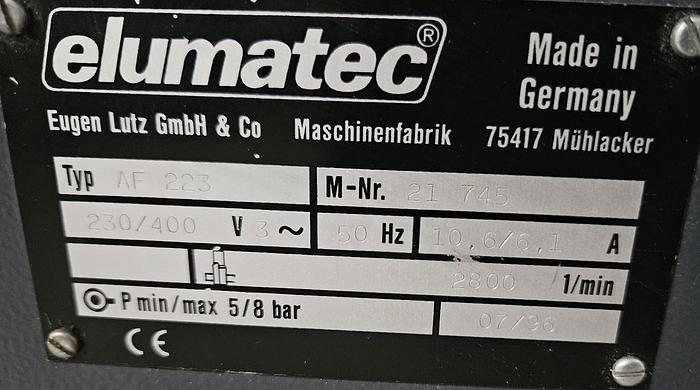 elumatec®
Made in
Germany
Eugen Lutz GmbH & Co Maschinenfabrik 75417 Mühlacker
Typ AF 223 M-Nr. 21 745
230/400 V 3 ~ 50 Hz 10,6/6,1 A
2800 1/min
P min/max 5/8 bar 07/96
CE